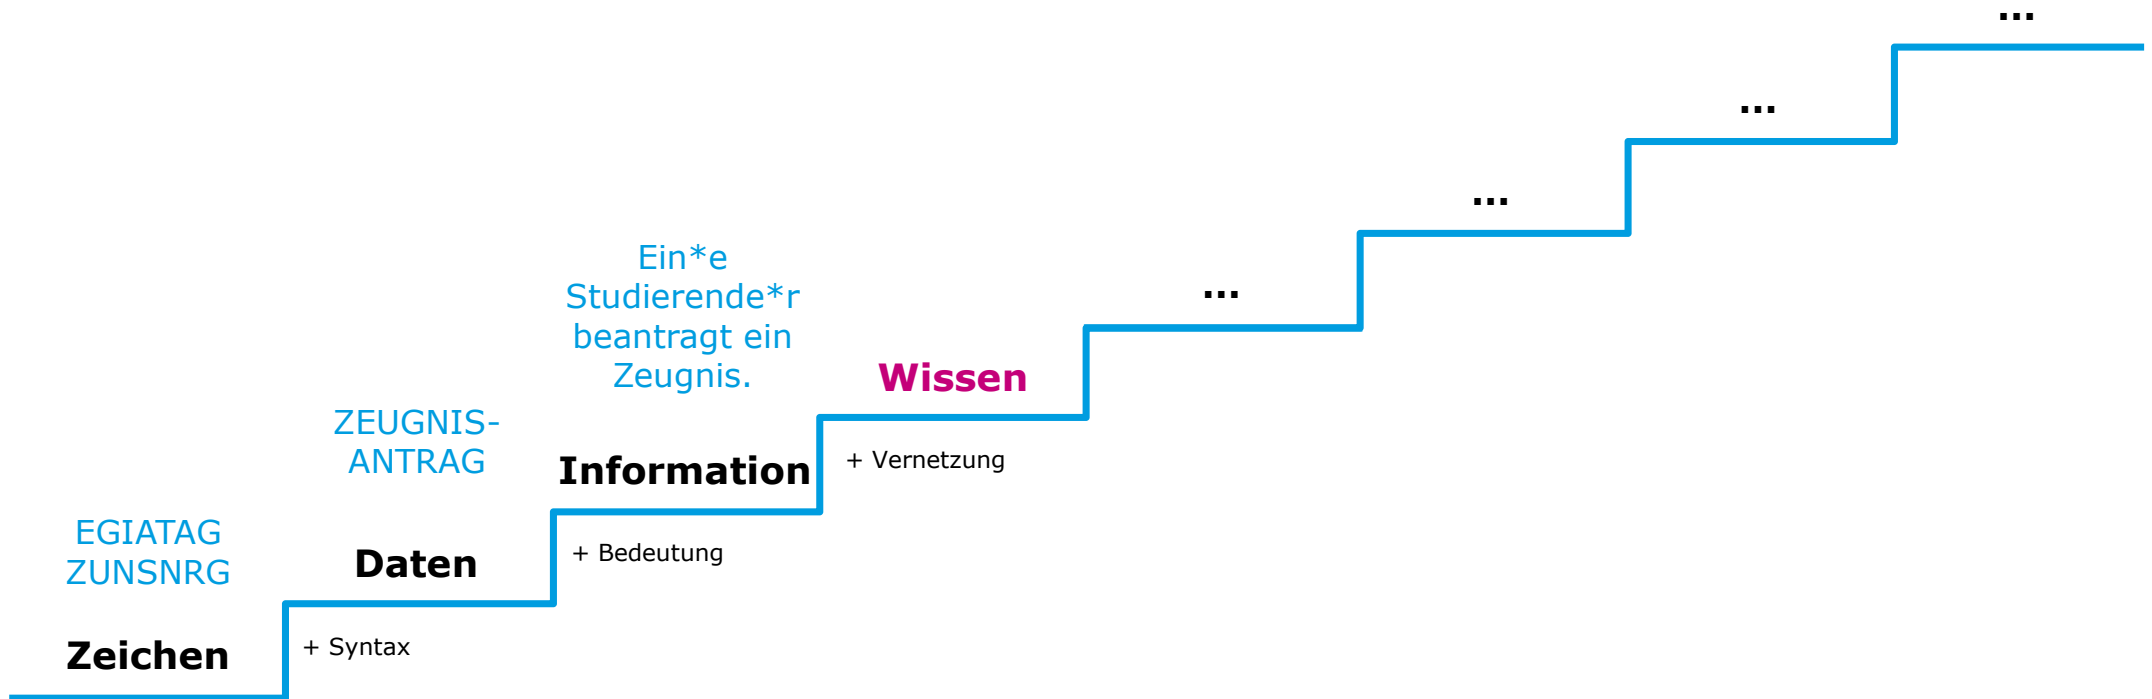 EGIATAG
ZUNSNRG
Zeichen
+ Syntax
ZEUGNIS-
ANTRAG
Daten
+ Bedeutung
Ein*e
Studierende*r
beantragt ein
Zeugnis.
Information
+ Vernetzung
Wissen
...
...
...
...